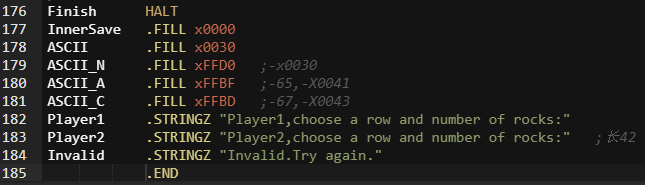 176 Finish HALT
177 InnerSave .FILL x0000
178 ASCII .FILL x0030
179 ASCII_N .FILL xFFD0 ;-x0030
180 ASCII_A .FILL xFFBF ;-65,-X0041
181 ASCII_C .FILL xFFBD ;-67,-X0043
182 Player1 .STRINGZ "Player1,choose a row and number of rocks:"
183 Player2 .STRINGZ "Player2,choose a row and number of rocks:" ;长42
184 Invalid .STRINGZ "Invalid.Try again."
185 .END